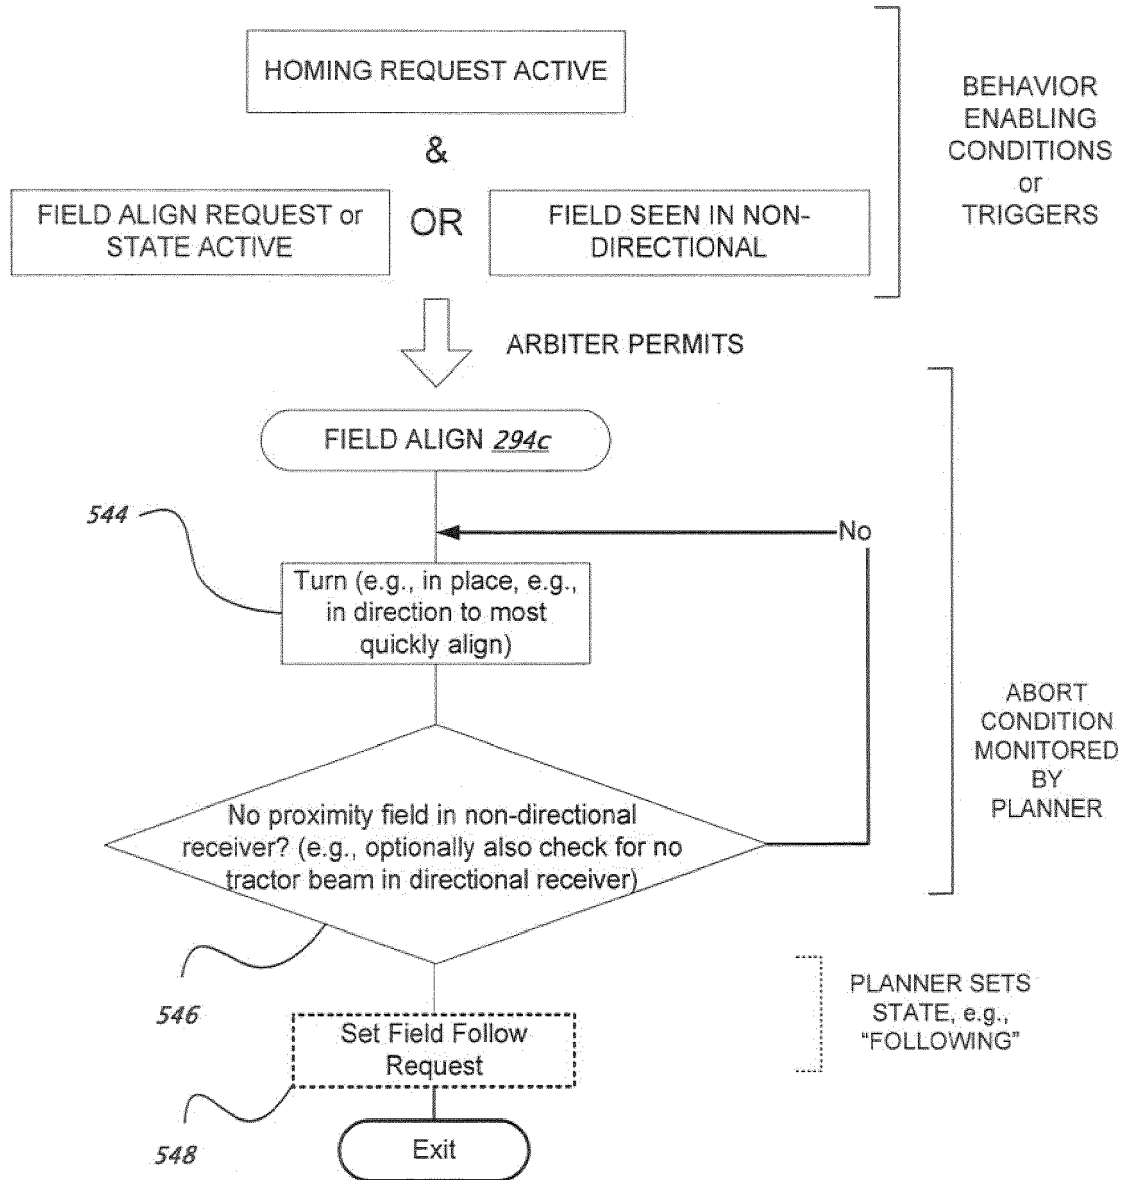 HOMING REQUEST ACTIVE
&
FIELD ALIGN REQUEST or
STATE ACTIVE
OR
FIELD SEEN IN NON-
DIRECTIONAL
BEHAVIOR
ENABLING
CONDITIONS
or
TRIGGERS
ARBITER PERMITS
FIELD ALIGN 294c
544
No
Turn (e.g., in place, e.g.,
in direction to most
quickly align)
ABORT
CONDITION
MONITORED
BY
PLANNER
No proximity field in non-directional
receiver? (e.g., optionally also check for no
tractor beam in directional receiver)
546
Set Field Follow
Request
PLANNER SETS
STATE, e.g.,
“FOLLOWING”
548
Exit